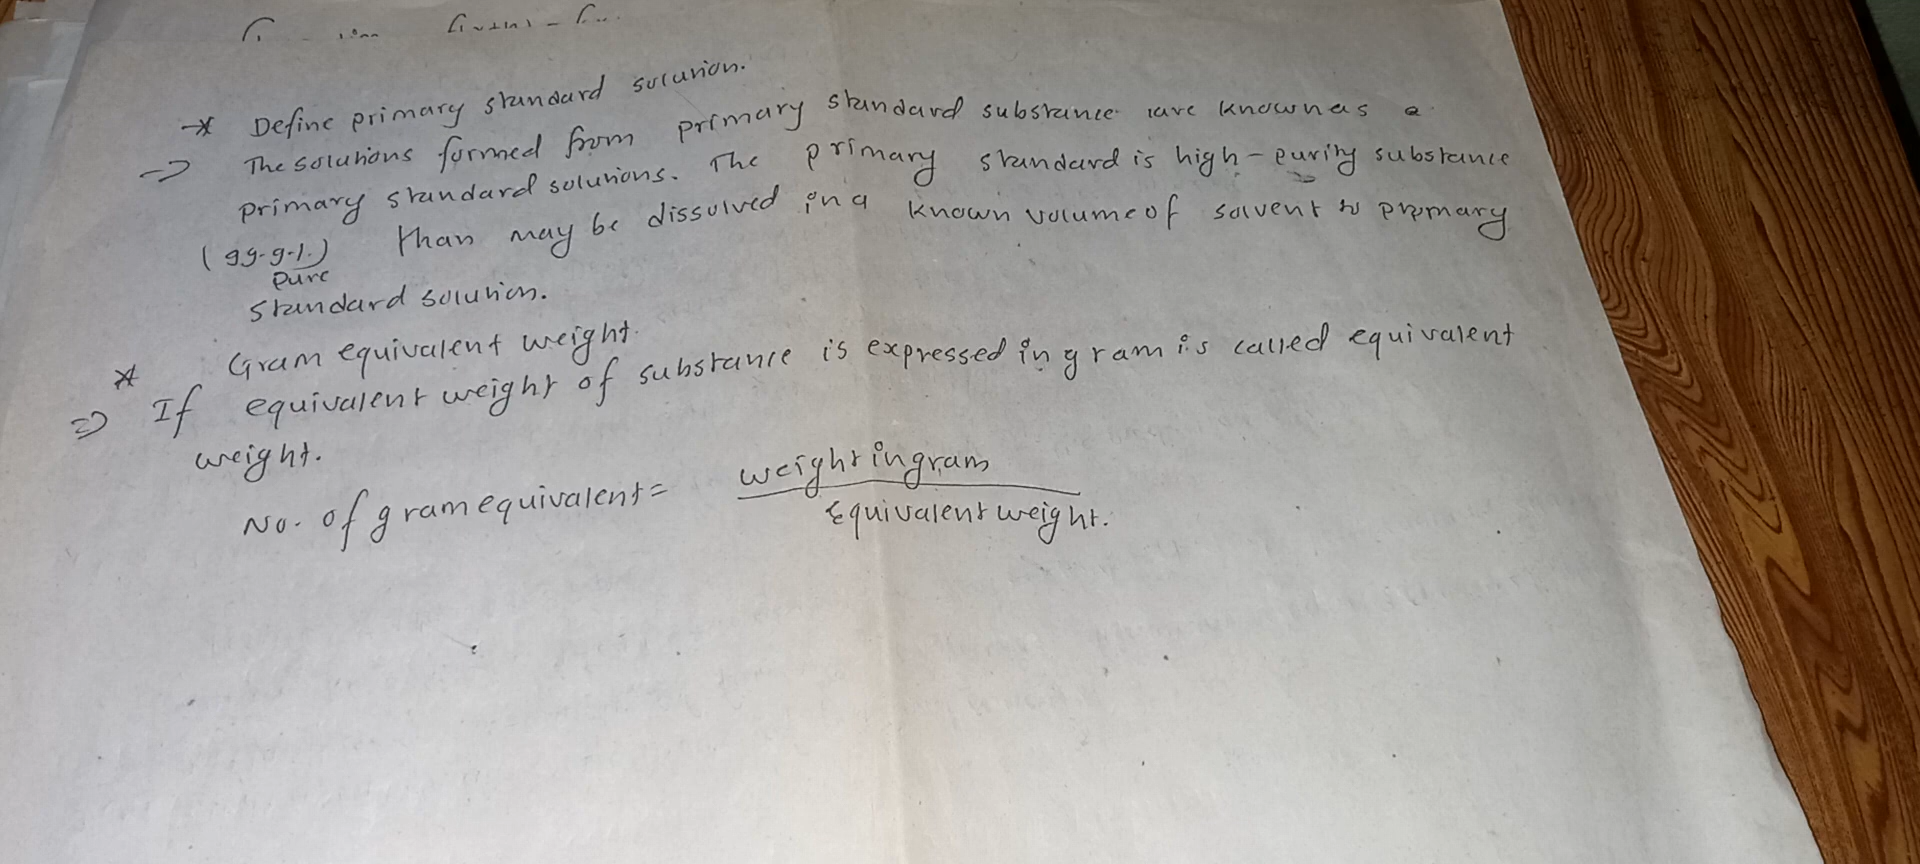 * Define primary standard solution.
→ The solutions formed from primary standard substance are known as a
primary standard solutions. The primary standard is high-purity substance
(99.9%) than may be dissolved in a known volume of solvent to primary
pure
standard solution.
* Gram equivalent weight.
⇒ If equivalent weight of substance is expressed in gram is called equivalent
weight.
No. of gram equivalent = weight in gram
Equivalent weight.